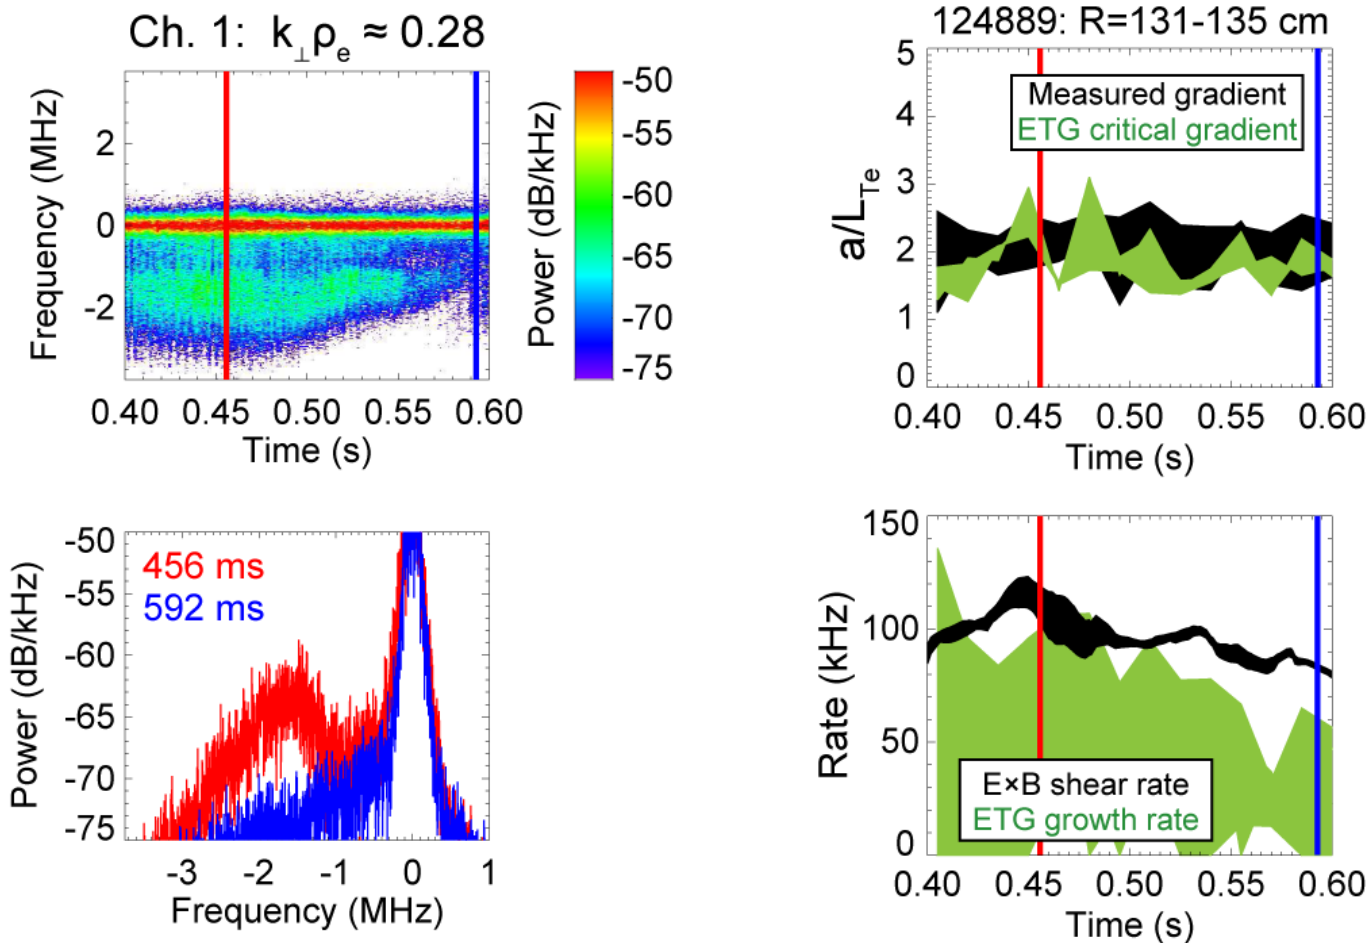 Ch. 1: k⊥ρe ≈ 0.28
Frequency (MHz)
2
0
-2
0.40 0.45 0.50 0.55 0.60
Time (s)
Power (dB/kHz)
-50
-55
-60
-65
-70
-75
124889: R=131-135 cm
a/LTe
5
4
3
2
1
0
Measured gradient
ETG critical gradient
0.40 0.45 0.50 0.55 0.60
Time (s)
Power (dB/kHz)
-50
-55
-60
-65
-70
-75
456 ms
592 ms
-3 -2 -1 0 1
Frequency (MHz)
Rate (kHz)
150
100
50
0
E×B shear rate
ETG growth rate
0.40 0.45 0.50 0.55 0.60
Time (s)